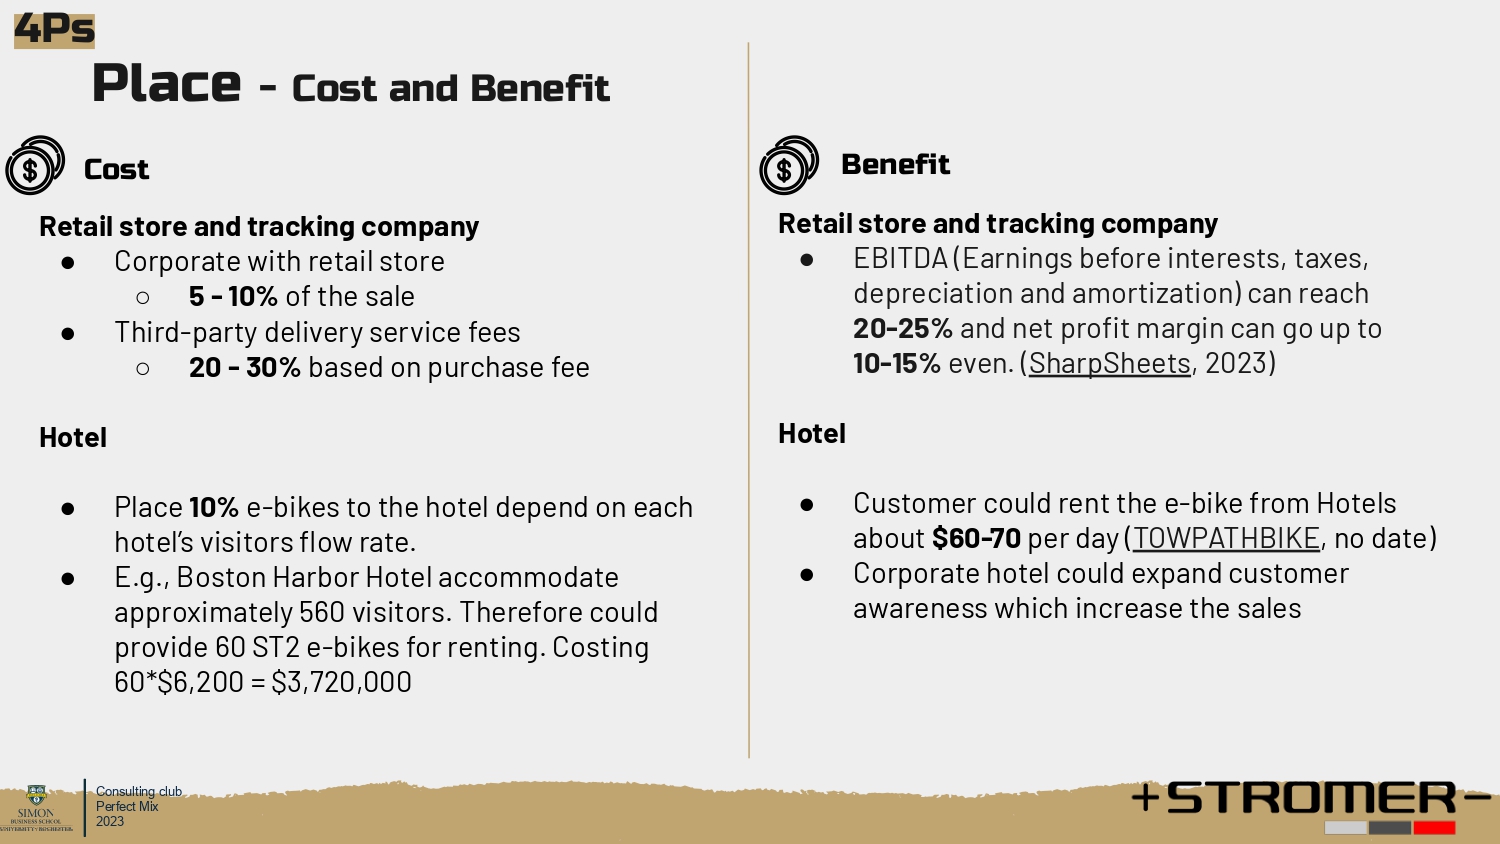 4Ps
Place - Cost and Benefit
Cost
Retail store and tracking company
● Corporate with retail store
○ 5 - 10% of the sale
● Third-party delivery service fees
○ 20 - 30% based on purchase fee
Hotel
● Place 10% e-bikes to the hotel depend on each
hotel's visitors flow rate.
● E.g., Boston Harbor Hotel accommodate
approximately 560 visitors. Therefore could
provide 60 ST2 e-bikes for renting. Costing
60*$6,200 = $3,720,000
Benefit
Retail store and tracking company
● EBITDA (Earnings before interests, taxes,
depreciation and amortization) can reach
20-25% and net profit margin can go up to
10-15% even. (SharpSheets, 2023)
Hotel
● Customer could rent the e-bike from Hotels
about $60-70 per day (TOWPATHBIKE, no date)
● Corporate hotel could expand customer
awareness which increase the sales
SIMON
BUSINESS SCHOOL
UNIVERSITY of ROCHESTER
Consulting club
Perfect Mix
2023
STROMER